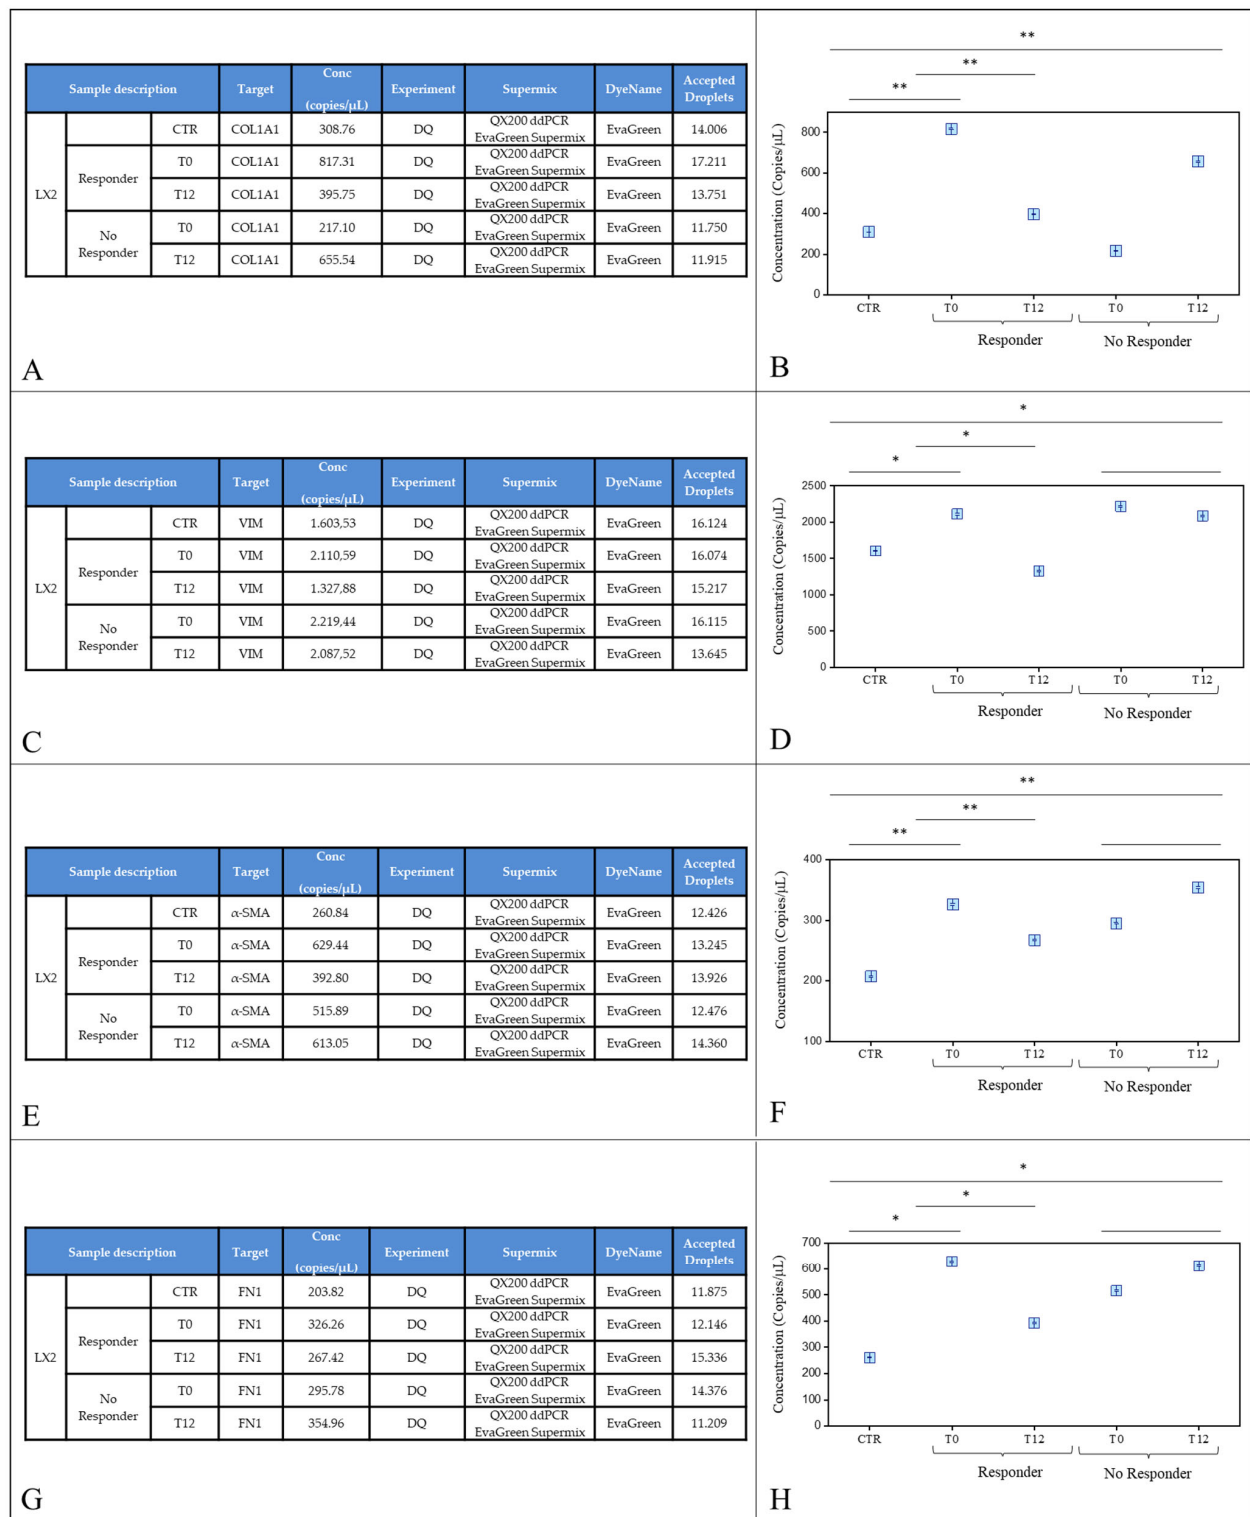 Sample description Target Conc (copies/µL) Experiment Supermix DyeName Accepted Droplets
LX2 CTR COL1A1 308.76 DQ QX200 ddPCR EvaGreen Supermix EvaGreen 14.006
Responder T0 COL1A1 817.31 DQ QX200 ddPCR EvaGreen Supermix EvaGreen 17.211
T12 COL1A1 395.75 DQ QX200 ddPCR EvaGreen Supermix EvaGreen 13.751
No Responder T0 COL1A1 217.10 DQ QX200 ddPCR EvaGreen Supermix EvaGreen 11.750
T12 COL1A1 655.54 DQ QX200 ddPCR EvaGreen Supermix EvaGreen 11.915
A
**
**
**
Concentration (Copies/µL)
800
600
400
200
0
CTR T0 T12 T0 T12
Responder No Responder
B
Sample description Target Conc (copies/µL) Experiment Supermix DyeName Accepted Droplets
LX2 CTR VIM 1.603,53 DQ QX200 ddPCR EvaGreen Supermix EvaGreen 16.124
Responder T0 VIM 2.110,59 DQ QX200 ddPCR EvaGreen Supermix EvaGreen 16.074
T12 VIM 1.327,88 DQ QX200 ddPCR EvaGreen Supermix EvaGreen 15.217
No Responder T0 VIM 2.219,44 DQ QX200 ddPCR EvaGreen Supermix EvaGreen 16.115
T12 VIM 2.087,52 DQ QX200 ddPCR EvaGreen Supermix EvaGreen 13.645
C
*
*
*
Concentration (Copies/µL)
2500
2000
1500
1000
500
0
CTR T0 T12 T0 T12
Responder No Responder
D
Sample description Target Conc (copies/µL) Experiment Supermix DyeName Accepted Droplets
LX2 CTR α-SMA 260.84 DQ QX200 ddPCR EvaGreen Supermix EvaGreen 12.426
Responder T0 α-SMA 629.44 DQ QX200 ddPCR EvaGreen Supermix EvaGreen 13.245
T12 α-SMA 392.80 DQ QX200 ddPCR EvaGreen Supermix EvaGreen 13.926
No Responder T0 α-SMA 515.89 DQ QX200 ddPCR EvaGreen Supermix EvaGreen 12.476
T12 α-SMA 613.05 DQ QX200 ddPCR EvaGreen Supermix EvaGreen 14.360
E
**
**
**
Concentration (Copies/µL)
400
300
200
100
CTR T0 T12 T0 T12
Responder No Responder
F
Sample description Target Conc (copies/µL) Experiment Supermix DyeName Accepted Droplets
LX2 CTR FN1 203.82 DQ QX200 ddPCR EvaGreen Supermix EvaGreen 11.875
Responder T0 FN1 326.26 DQ QX200 ddPCR EvaGreen Supermix EvaGreen 12.146
T12 FN1 267.42 DQ QX200 ddPCR EvaGreen Supermix EvaGreen 15.336
No Responder T0 FN1 295.78 DQ QX200 ddPCR EvaGreen Supermix EvaGreen 14.376
T12 FN1 354.96 DQ QX200 ddPCR EvaGreen Supermix EvaGreen 11.209
G
*
*
*
Concentration (Copies/µL)
700
600
500
400
300
200
100
0
CTR T0 T12 T0 T12
Responder No Responder
H